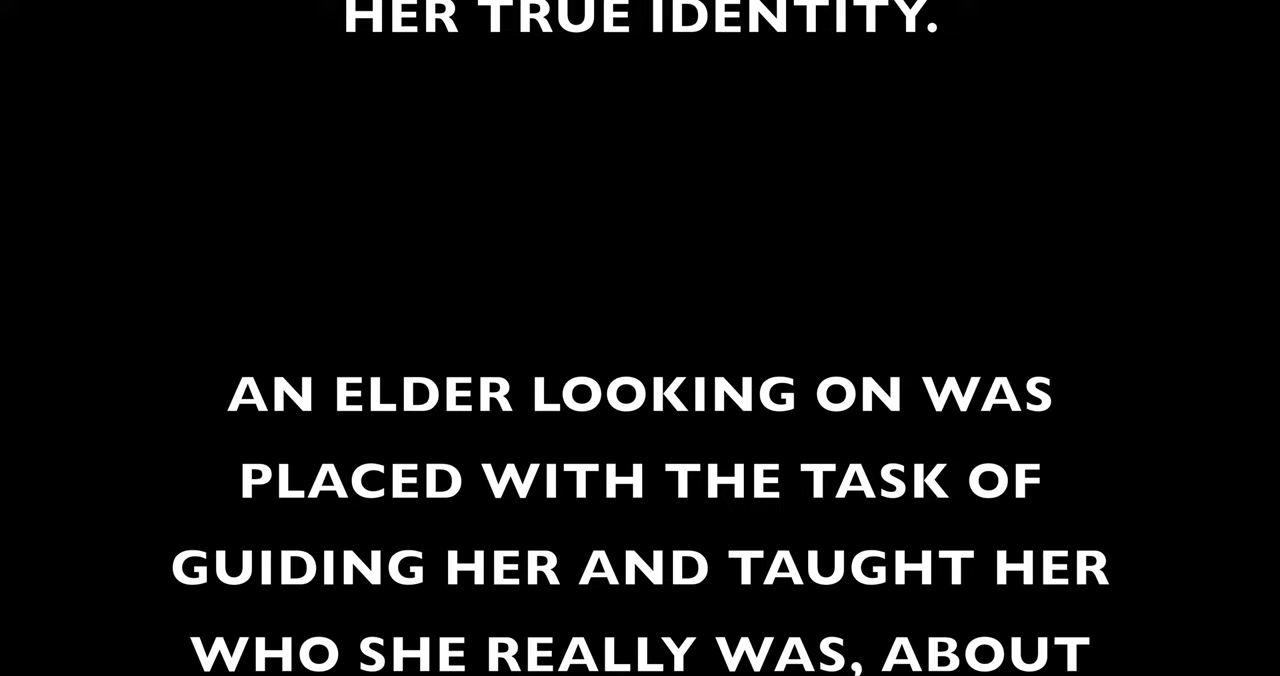 HER TRUE IDENTITY.
AN ELDER LOOKING ON WAS
PLACED WITH THE TASK OF
GUIDING HER AND TAUGHT HER
WHO SHE REALLY WAS, ABOUT